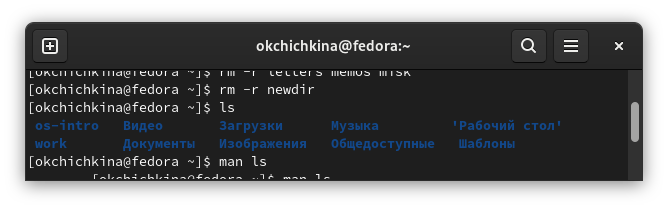 okchichkina@fedora:~
[okchichkina@fedora ~]$ rm -r letters memos misk
[okchichkina@fedora ~]$ rm -r newdir
[okchichkina@fedora ~]$ ls
os-intro Видео Загрузки Музыка 'Рабочий стол'
work Документы Изображения Общедоступные Шаблоны
[okchichkina@fedora ~]$ man ls
[okchichkina@fedora ~]$ man ls